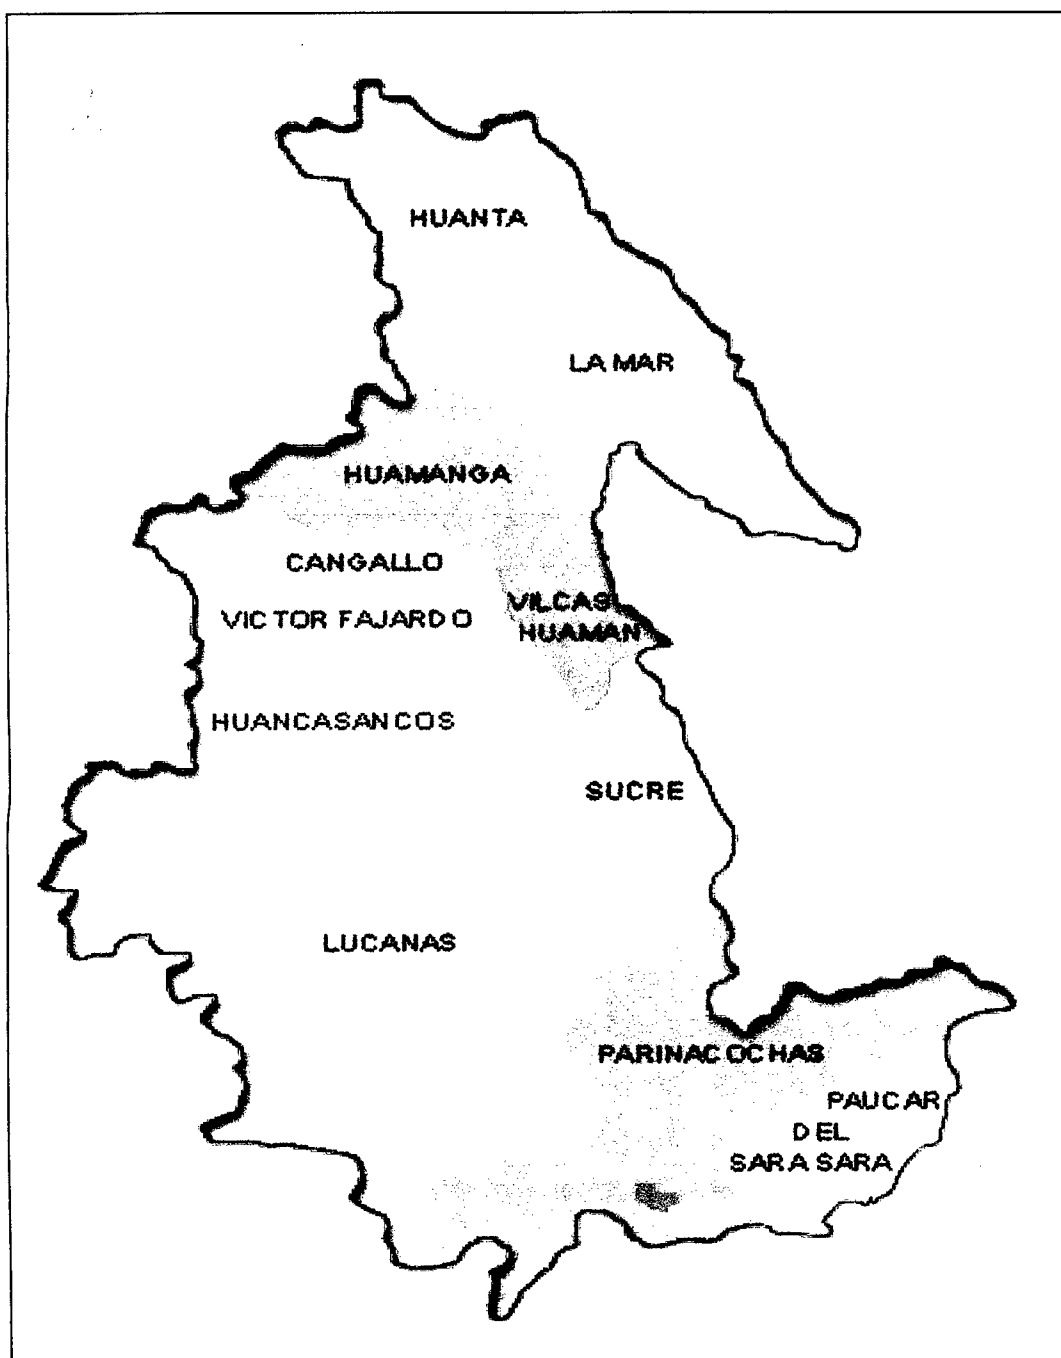 HUANTA
LA MAR
HUAMANGA
CANGALLO
VILCAS
HUAMAN
VICTOR FAJARDO
HUANCASANCOS
SUCRE
LUCANAS
PARINACOCHAS
PAUCAR
DEL
SARA SARA